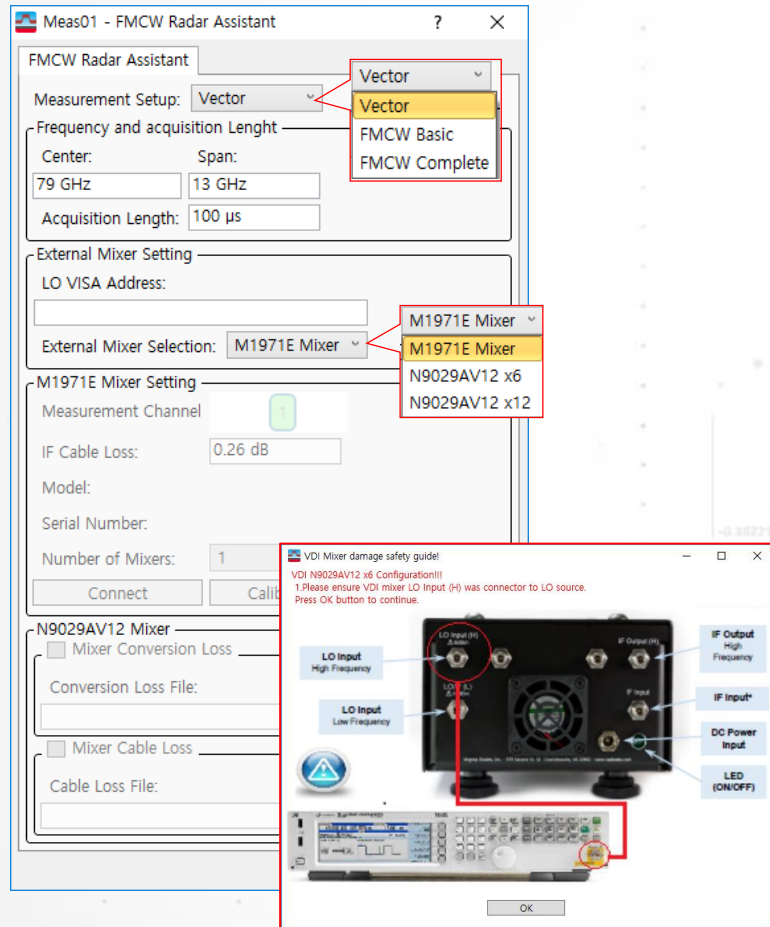 Meas01 - FMCW Radar Assistant ? ×
FMCW Radar Assistant
Measurement Setup: Vector
Vector
Vector
FMCW Basic
FMCW Complete
Frequency and acquisition Lenght
Center: Span:
79 GHz 13 GHz
Acquisition Length: 100 µs
External Mixer Setting
LO VISA Address:
External Mixer Selection: M1971E Mixer
M1971E Mixer
M1971E Mixer
N9029AV12 x6
N9029AV12 x12
M1971E Mixer Setting
Measurement Channel 1
IF Cable Loss: 0.26 dB
Model:
Serial Number:
Number of Mixers: 1
Connect Calib
N9029AV12 Mixer
Mixer Conversion Loss
Conversion Loss File:
Mixer Cable Loss
Cable Loss File:
VDI Mixer damage safety guide!
VDI N9029AV12 x6 Configuration!!!
1.Please ensure VDI mixer LO Input (H) was connector to LO source.
Press OK button to continue.
LO Input (H)
IF Output (H)
LO Input
High Frequency
IF Output
High
Frequency
IF Input
IF Input*
LO Input
Low Frequency
DC Power
Input
LED
(ON/OFF)
OK